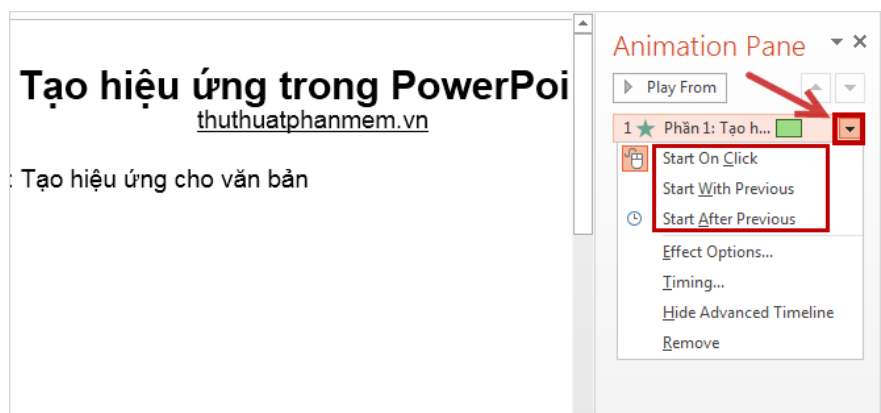 Tạo hiệu ứng trong PowerPoi
thuthuatphanmem.vn
: Tạo hiệu ứng cho văn bản
Animation Pane
Play From
1 Phần 1: Tạo h...
Start On Click
Start With Previous
Start After Previous
Effect Options...
Timing...
Hide Advanced Timeline
Remove